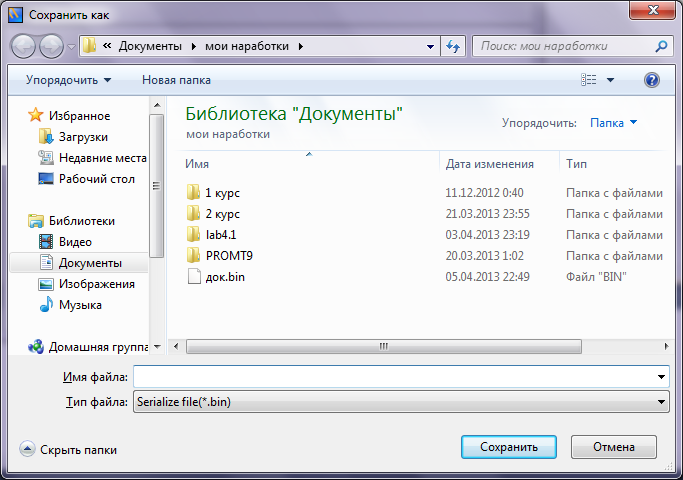 Сохранить как
« Документы мои наработки
Поиск: мои наработки
Упорядочить Новая папка
Избранное
Загрузки
Недавние места
Рабочий стол
Библиотеки
Видео
Документы
Изображения
Музыка
Домашняя группа
Библиотека "Документы"
мои наработки
Упорядочить: Папка
Имя Дата изменения Тип
1 курс 11.12.2012 0:40 Папка с файлами
2 курс 21.03.2013 23:55 Папка с файлами
lab4.1 03.04.2013 23:19 Папка с файлами
PROMT9 20.03.2013 1:02 Папка с файлами
док.bin 05.04.2013 22:49 Файл "BIN"
Имя файла:
Тип файла: Serialize file(*.bin)
Скрыть папки Сохранить Отмена